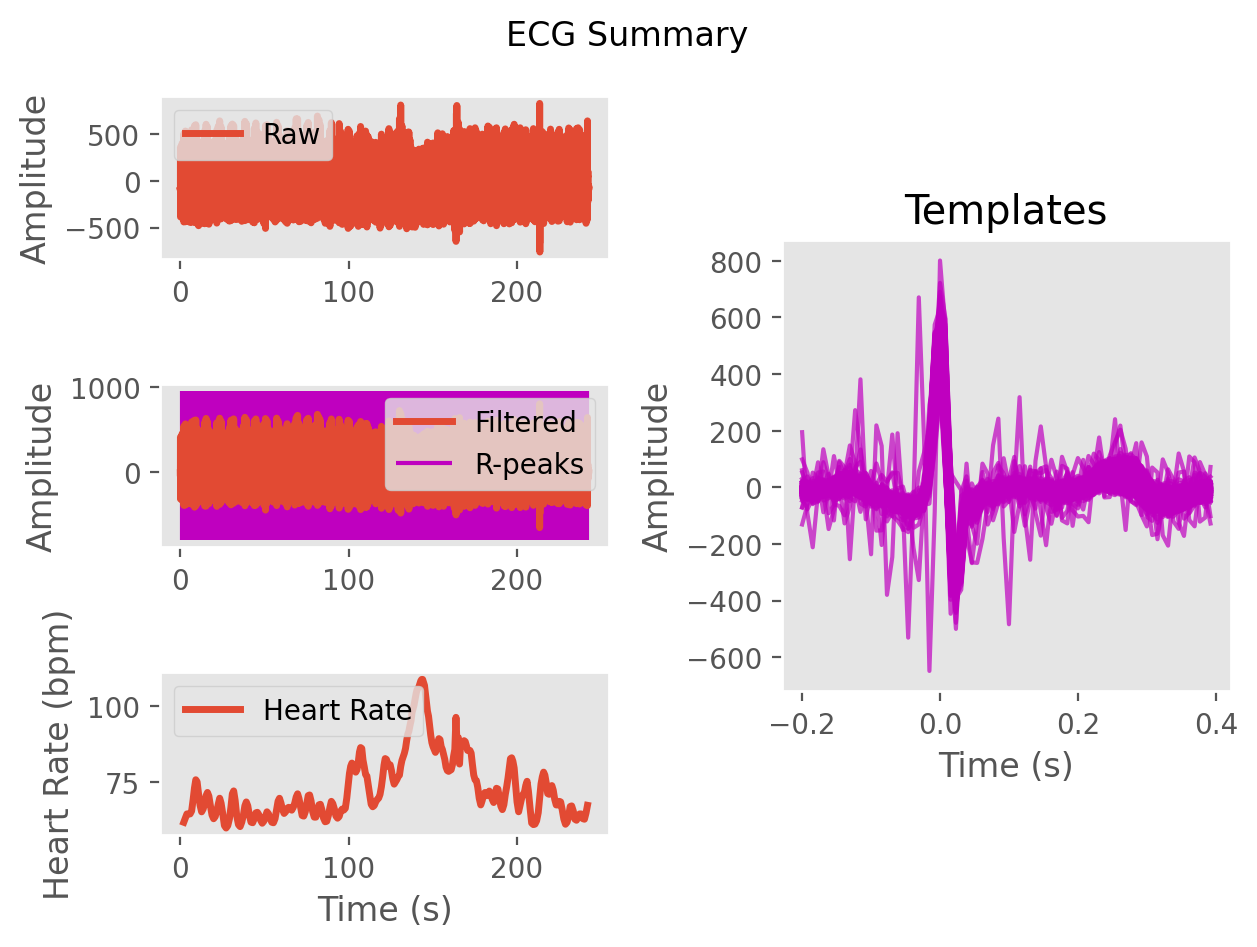 ECG Summary
Amplitude
500
0
−500
Raw
0 100 200
Amplitude
1000
0
Filtered
R-peaks
0 100 200
Heart Rate (bpm)
100
75
Heart Rate
0 100 200
Time (s)
Templates
Amplitude
800
600
400
200
0
−200
−400
−600
−0.2 0.0 0.2 0.4
Time (s)